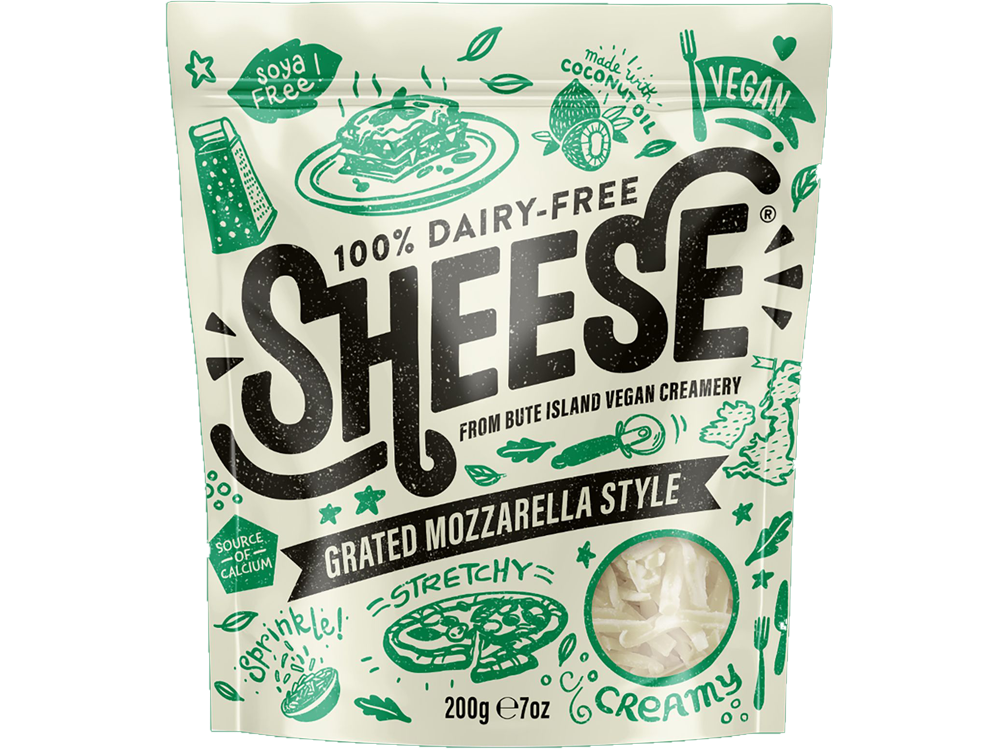 soya
FREE!
made with
COCONUT OIL
VEGAN
100% DAIRY-FREE
SHEESE®
FROM BUTE ISLAND VEGAN CREAMERY
GRATED MOZZARELLA STYLE
SOURCE
OF
CALCIUM
STRETCHY
Sprinkle!
CREAMY
200g ℮ 7oz